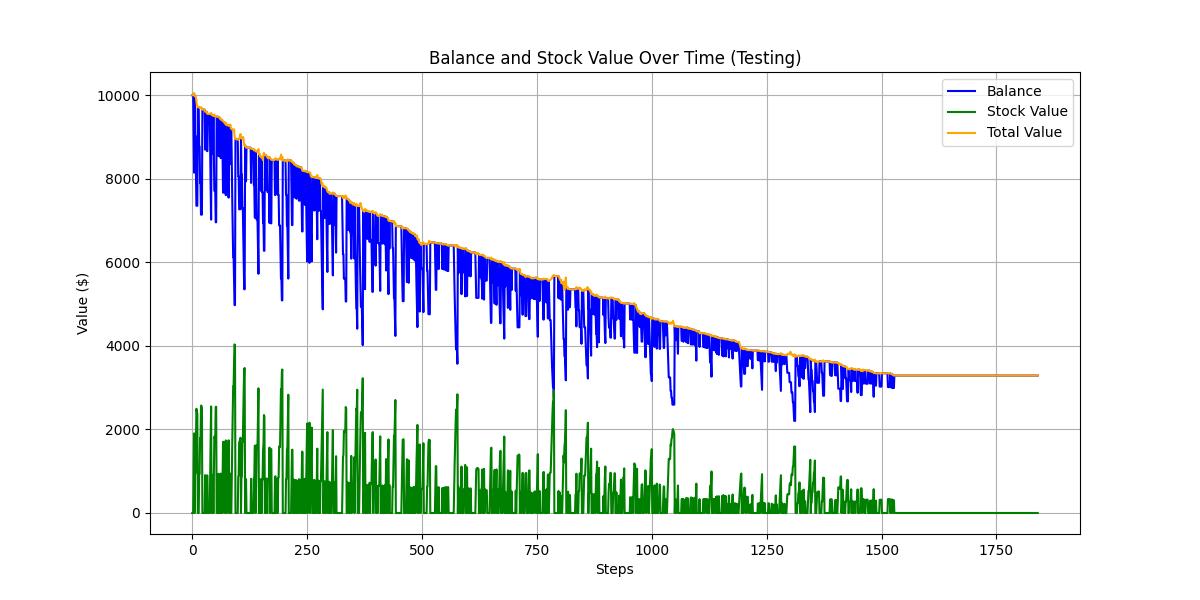 Balance and Stock Value Over Time (Testing)
Balance
Stock Value
Total Value
Value ($)
10000
8000
6000
4000
2000
0
0 250 500 750 1000 1250 1500 1750
Steps